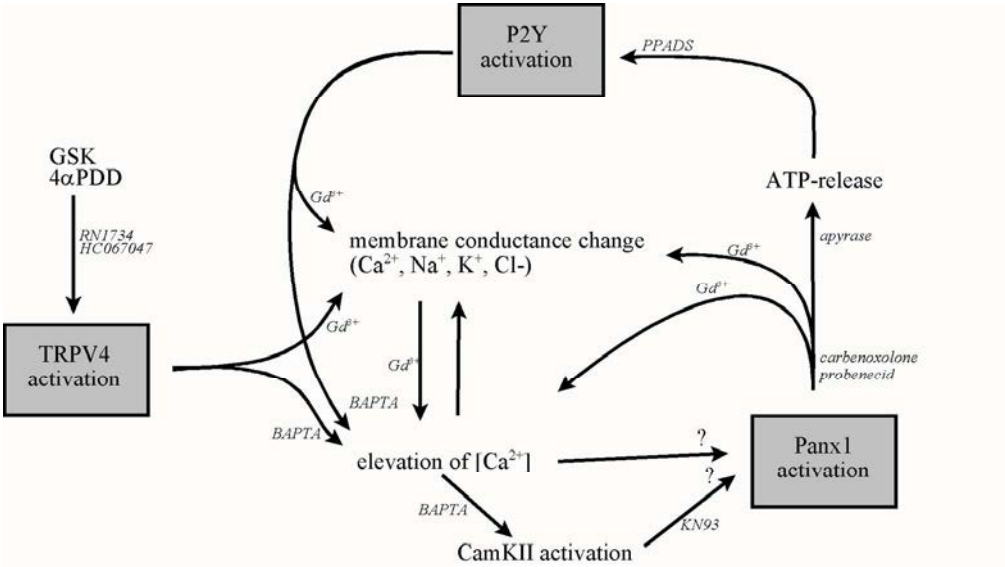 P2Y
activation
PPADS
GSK
4αPDD
RN1734
HC067047
Gd³⁺
ATP-release
apyrase
membrane conductance change
(Ca²⁺, Na⁺, K⁺, Cl-)
Gd³⁺
Gd³⁺
Gd³⁺
TRPV4
activation
Gd³⁺
carbenoxolone
probenecid
BAPTA
BAPTA
elevation of [Ca²⁺]
?
?
Panx1
activation
BAPTA
KN93
CamKII activation